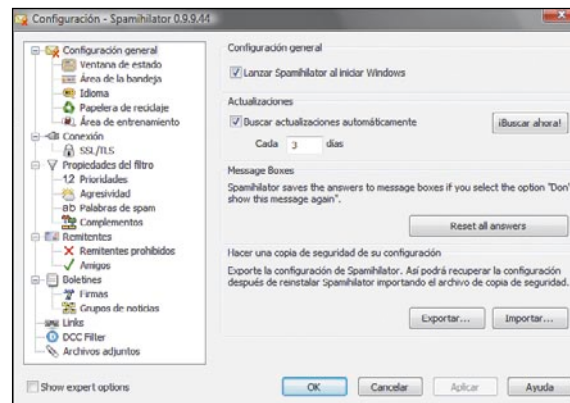 Configuración - Spamihilator 0.9.9.44
Configuración general
Ventana de estado
Área de la bandeja
Idioma
Papelera de reciclaje
Área de entrenamiento
Conexión
SSL/TLS
Propiedades del filtro
Prioridades
Agresividad
Palabras de spam
Complementos
Remitentes
Remitentes prohibidos
Amigos
Boletines
Firmas
Grupos de noticias
Links
DCC Filter
Archivos adjuntos
Configuración general
Lanzar Spamihilator al iniciar Windows
Actualizaciones
Buscar actualizaciones automáticamente
¡Buscar ahora!
Cada 3 días
Message Boxes
Spamihilator saves the answers to message boxes if you select the option "Don'
show this message again".
Reset all answers
Hacer una copia de seguridad de su configuración
Exporte la configuración de Spamihilator. Así podrá recuperar la configuración
después de reinstalar Spamihilator importando el archivo de copia de seguridad.
Exportar... Importar...
Show expert options
OK Cancelar Aplicar Ayuda